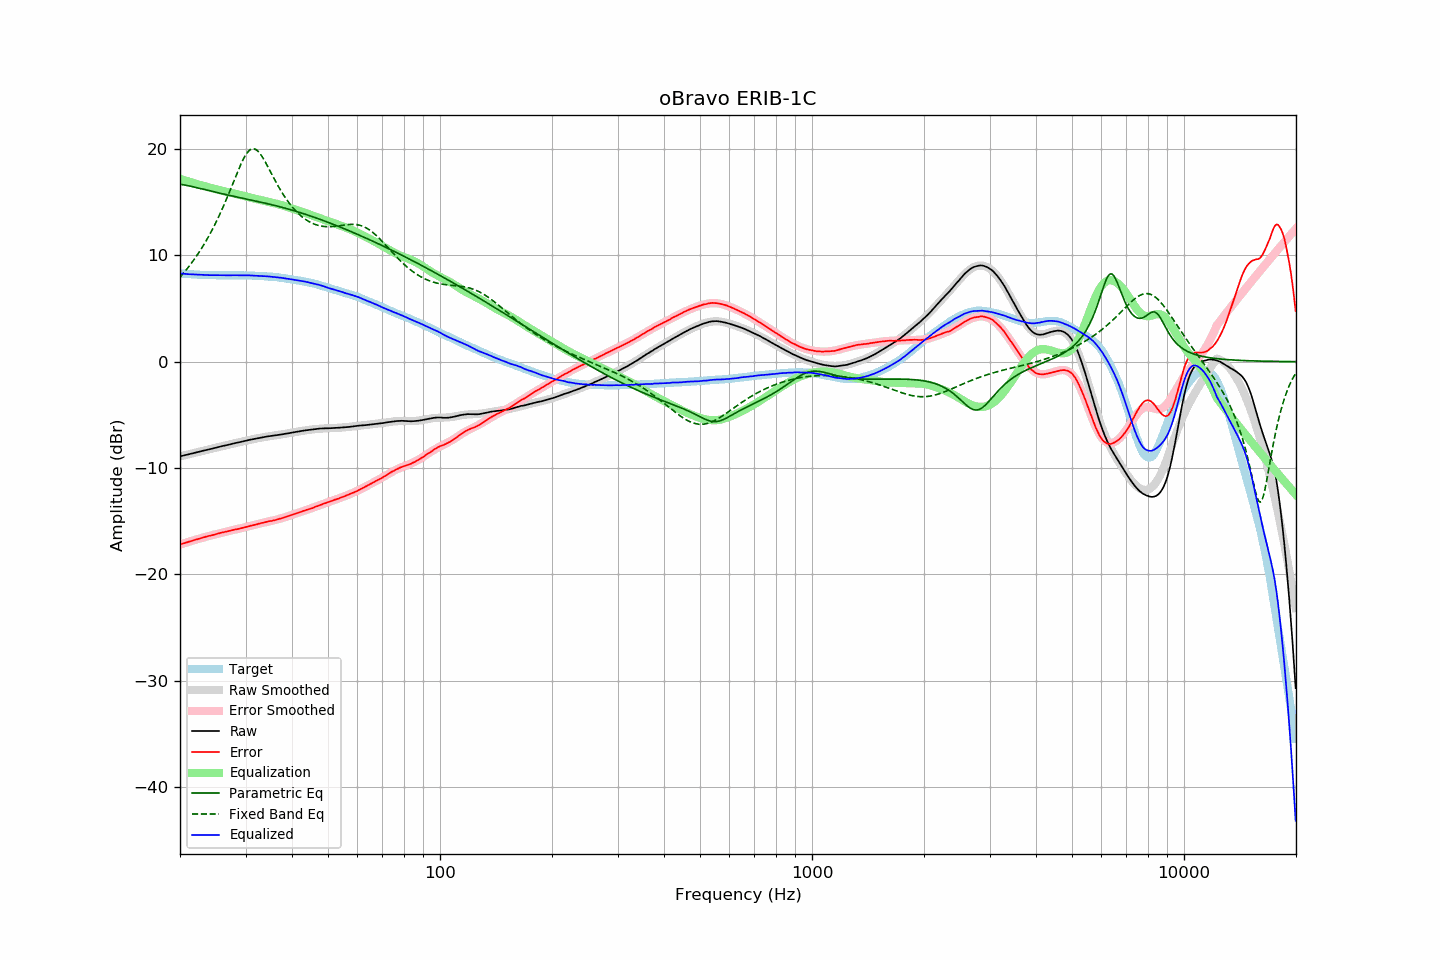 oBravo ERIB-1C
20
10
0
−10
−20
−30
−40
Amplitude (dBr)
Target
Raw Smoothed
Error Smoothed
Raw
Error
Equalization
Parametric Eq
Fixed Band Eq
Equalized
100
1000
10000
Frequency (Hz)